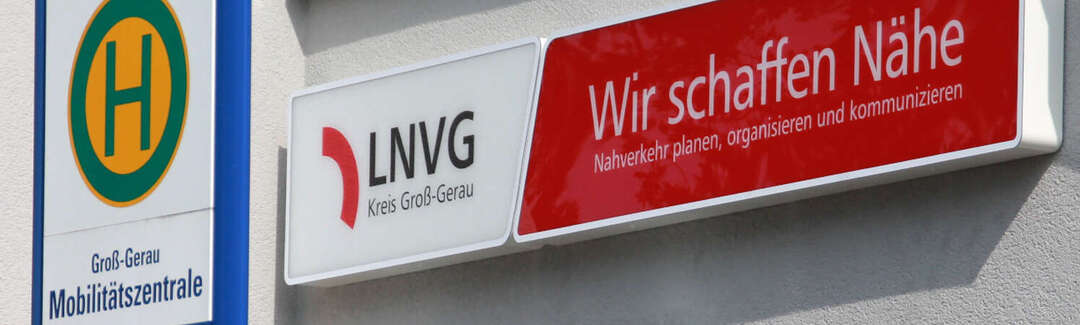 H
Groß-Gerau
Mobilitätszentrale
LNVG
Kreis Groß-Gerau
Wir schaffen Nähe
Nahverkehr planen, organisieren und kommunizieren